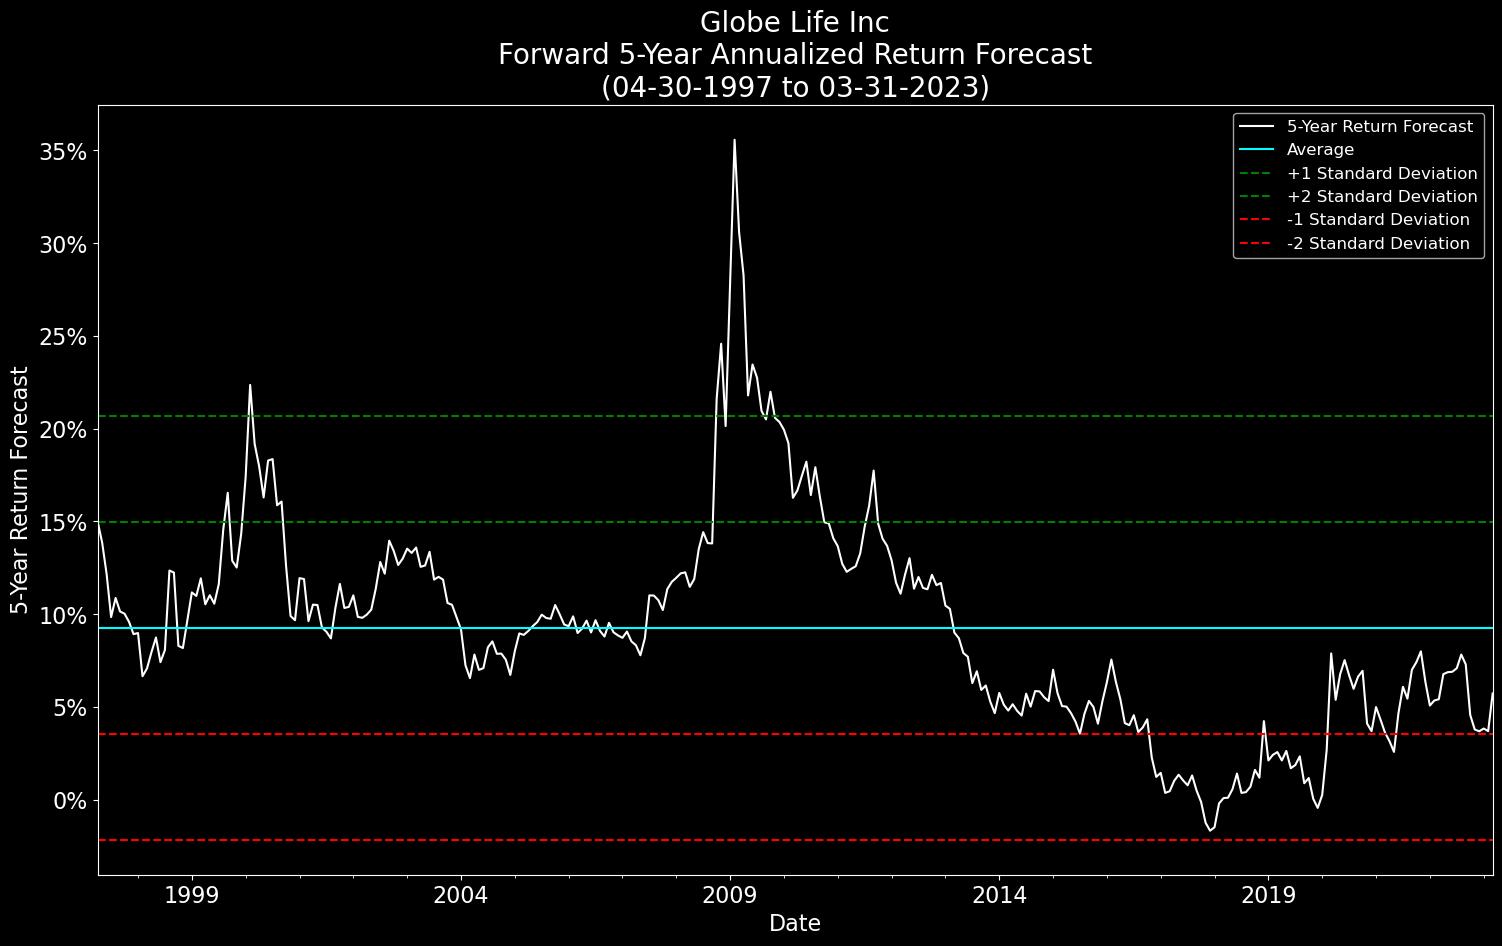 Globe Life Inc
Forward 5-Year Annualized Return Forecast
(04-30-1997 to 03-31-2023)
5-Year Return Forecast
Average
+1 Standard Deviation
+2 Standard Deviation
-1 Standard Deviation
-2 Standard Deviation
35%
30%
25%
20%
15%
10%
5%
0%
5-Year Return Forecast
1999
2004
2009
2014
2019
Date